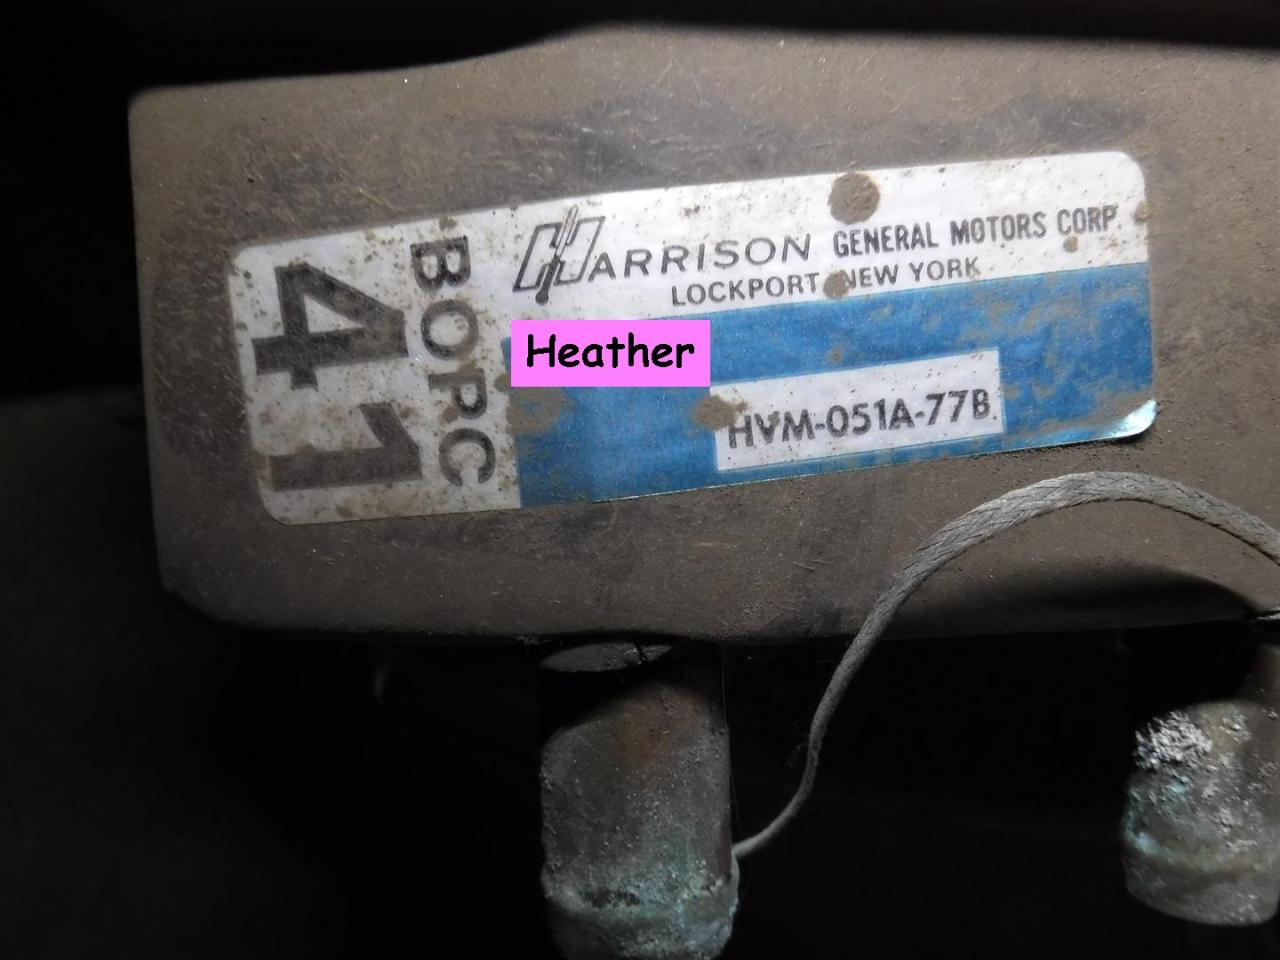 HARRISON GENERAL MOTORS CORP.
LOCKPORT NEW YORK
Heather
HVM-051A-77B
BOPC
41